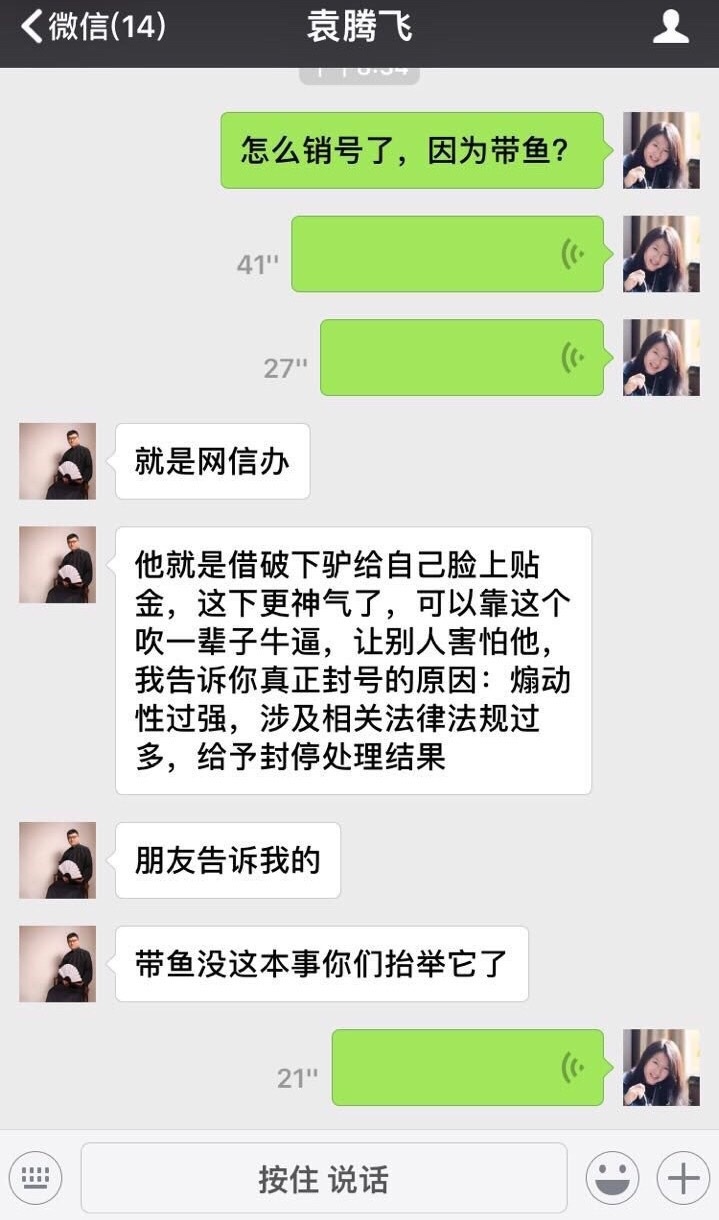 微信(14)
袁腾飞
怎么销号了，因为带鱼？
41''
27''
就是网信办
他就是借破下驴给自己脸上贴
金，这下更神气了，可以靠这个
吹一辈子牛逼，让别人害怕他，
我告诉你真正封号的原因：煽动
性过强，涉及相关法律法规过
多，给予封停处理结果
朋友告诉我的
带鱼没这本事你们抬举它了
21''
按住 说话